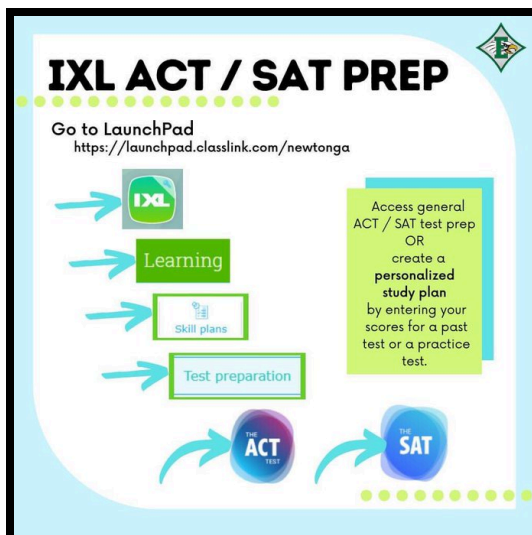 IXL ACT / SAT PREP
E
Go to LaunchPad
https://launchpad.classlink.com/newtonga
IXL
Learning
Skill plans
Test preparation
Access general
ACT / SAT test prep
OR
create a
personalized
study plan
by entering your
scores for a past
test or a practice
test.
THE
ACT
TEST
THE
SAT